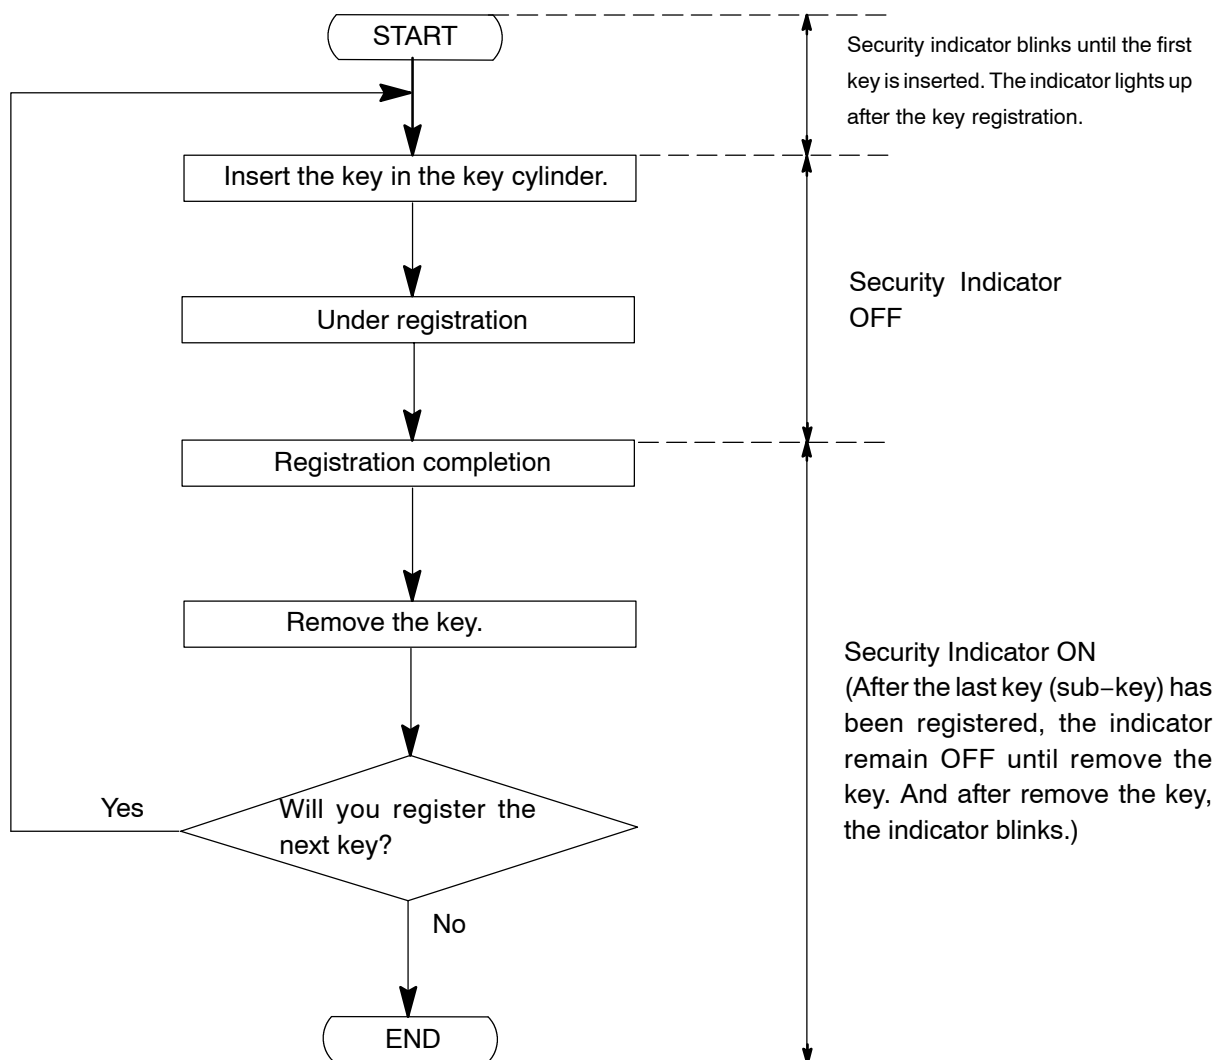 START
Security indicator blinks until the first
key is inserted. The indicator lights up
after the key registration.
Insert the key in the key cylinder.
Security Indicator
OFF
Under registration
Registration completion
Remove the key.
Security Indicator ON
(After the last key (sub–key) has
been registered, the indicator
remain OFF until remove the
key. And after remove the key,
the indicator blinks.)
Yes
Will you register the
next key?
No
END